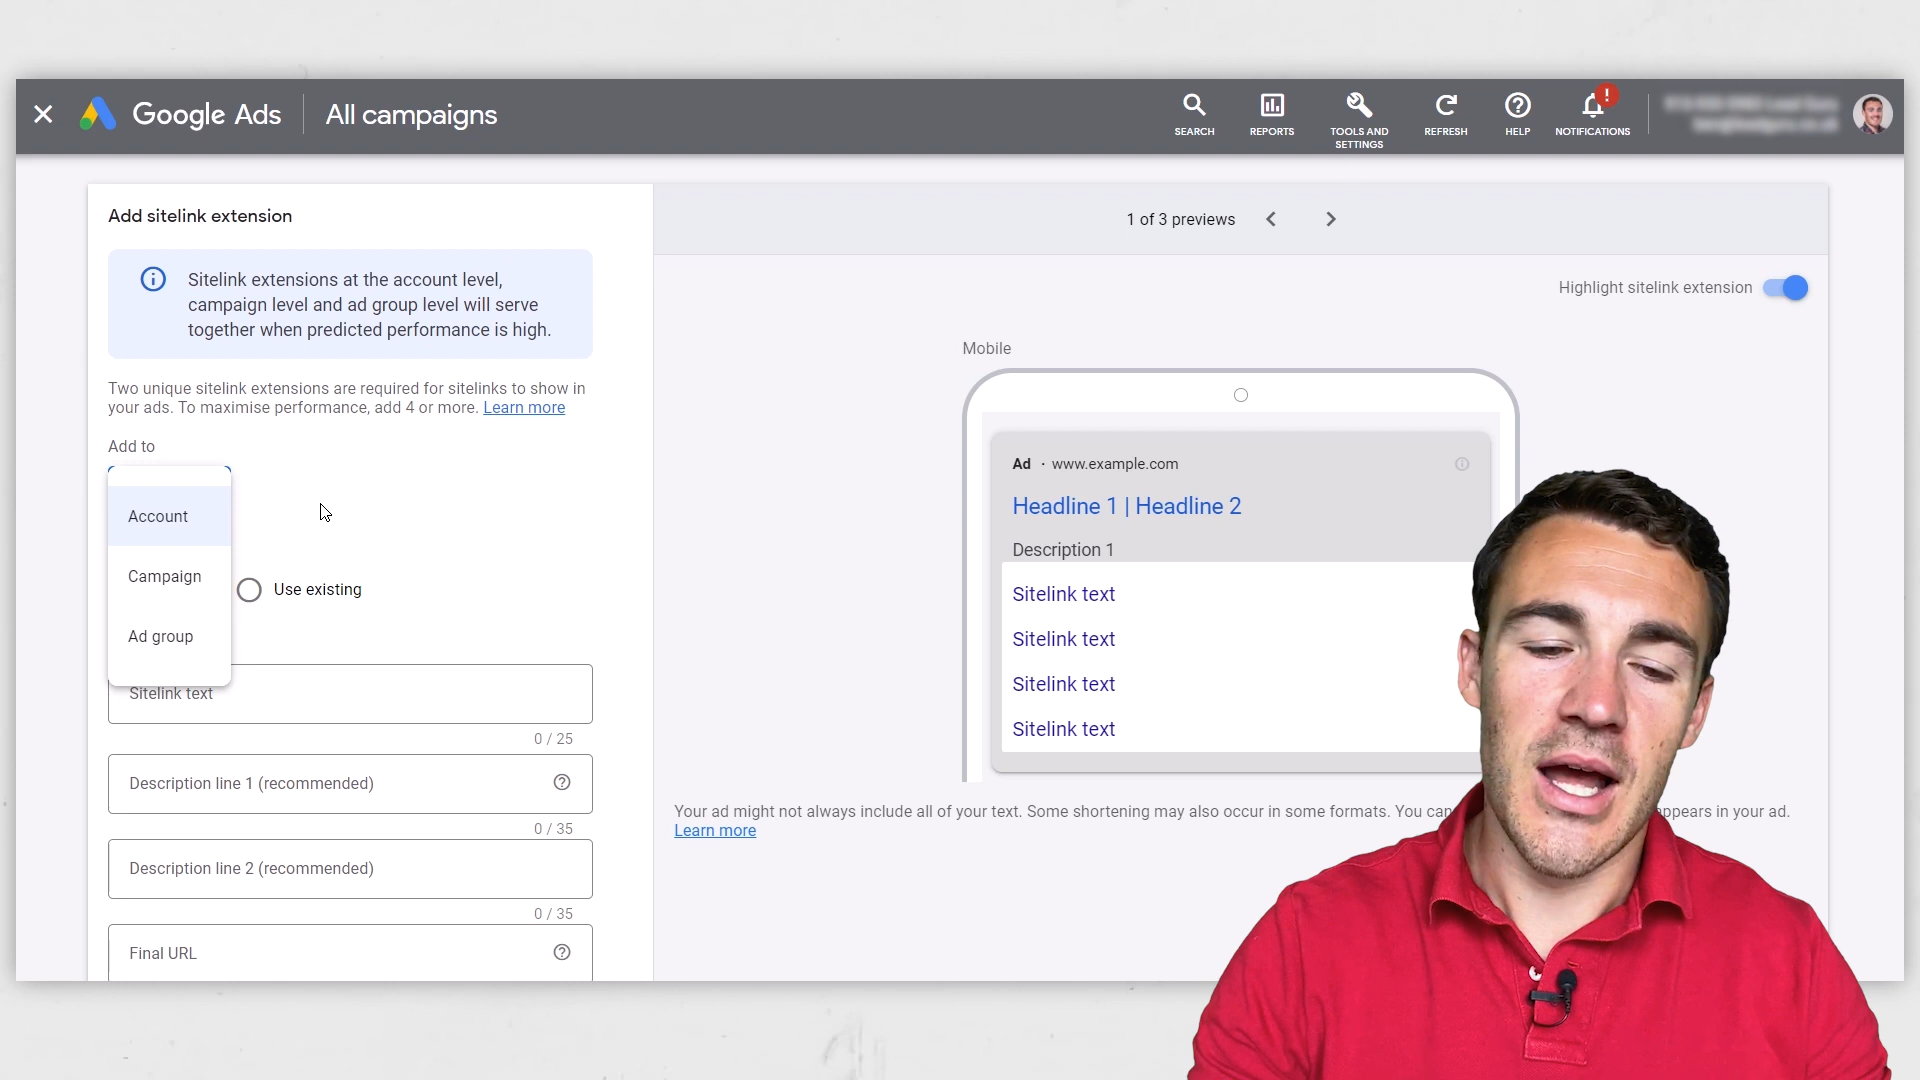 Google Ads
All campaigns
SEARCH
REPORTS
TOOLS AND
SETTINGS
REFRESH
HELP
!
NOTIFICATIONS
Add sitelink extension
Sitelink extensions at the account level,
campaign level and ad group level will serve
together when predicted performance is high.
Two unique sitelink extensions are required for sitelinks to show in
your ads. To maximise performance, add 4 or more. Learn more
Add to
Account
Campaign
Ad group
Use existing
Sitelink text
0 / 25
Description line 1 (recommended)
0 / 35
Description line 2 (recommended)
0 / 35
Final URL
1 of 3 previews
Highlight sitelink extension
Mobile
Ad · www.example.com
Headline 1 | Headline 2
Description 1
Sitelink text
Sitelink text
Sitelink text
Sitelink text
Your ad might not always include all of your text. Some shortening may also occur in some formats. You can appears in your ad.
Learn more